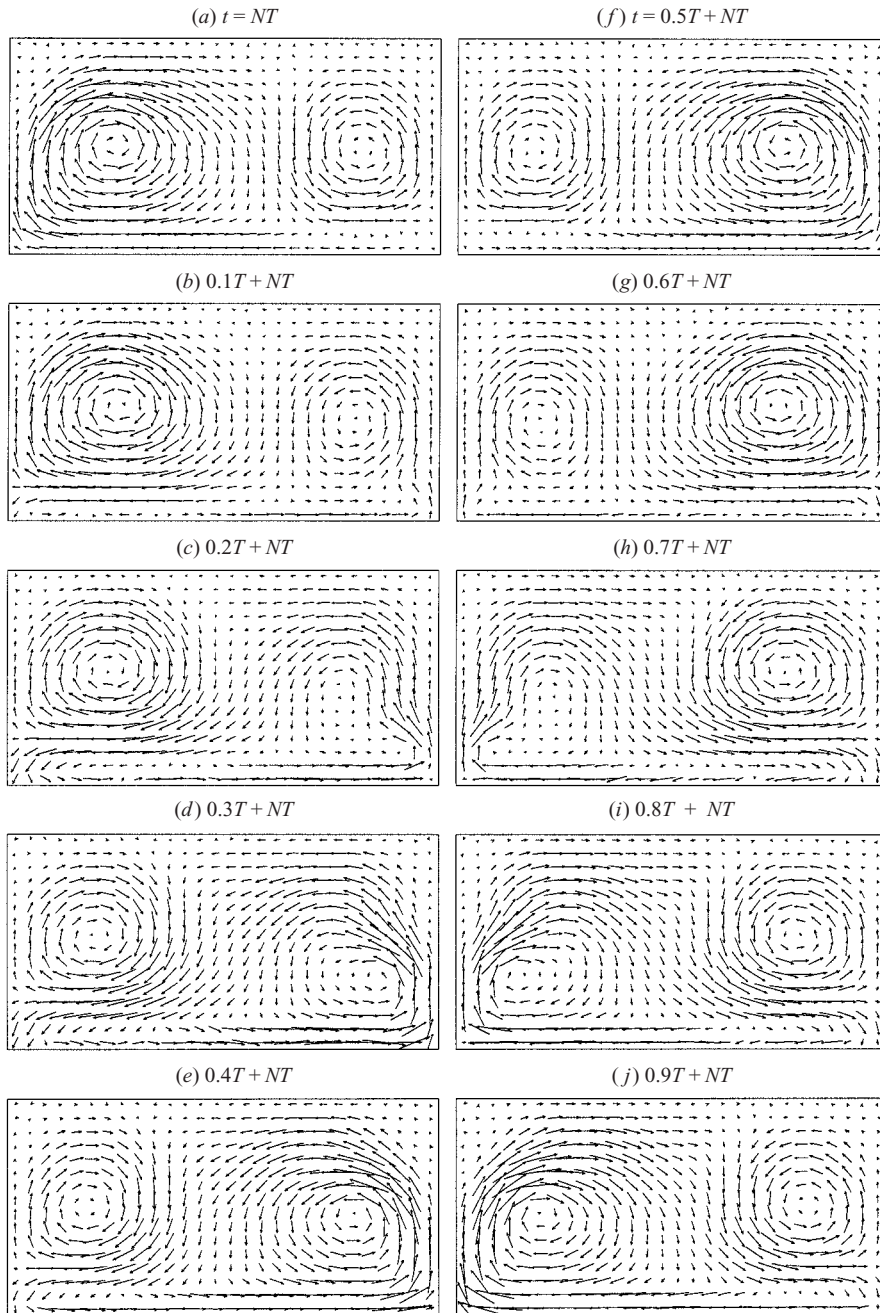 (a) t = NT
(f) t = 0.5T + NT
(b) 0.1T + NT
(g) 0.6T + NT
(c) 0.2T + NT
(h) 0.7T + NT
(d) 0.3T + NT
(i) 0.8T + NT
(e) 0.4T + NT
(j) 0.9T + NT